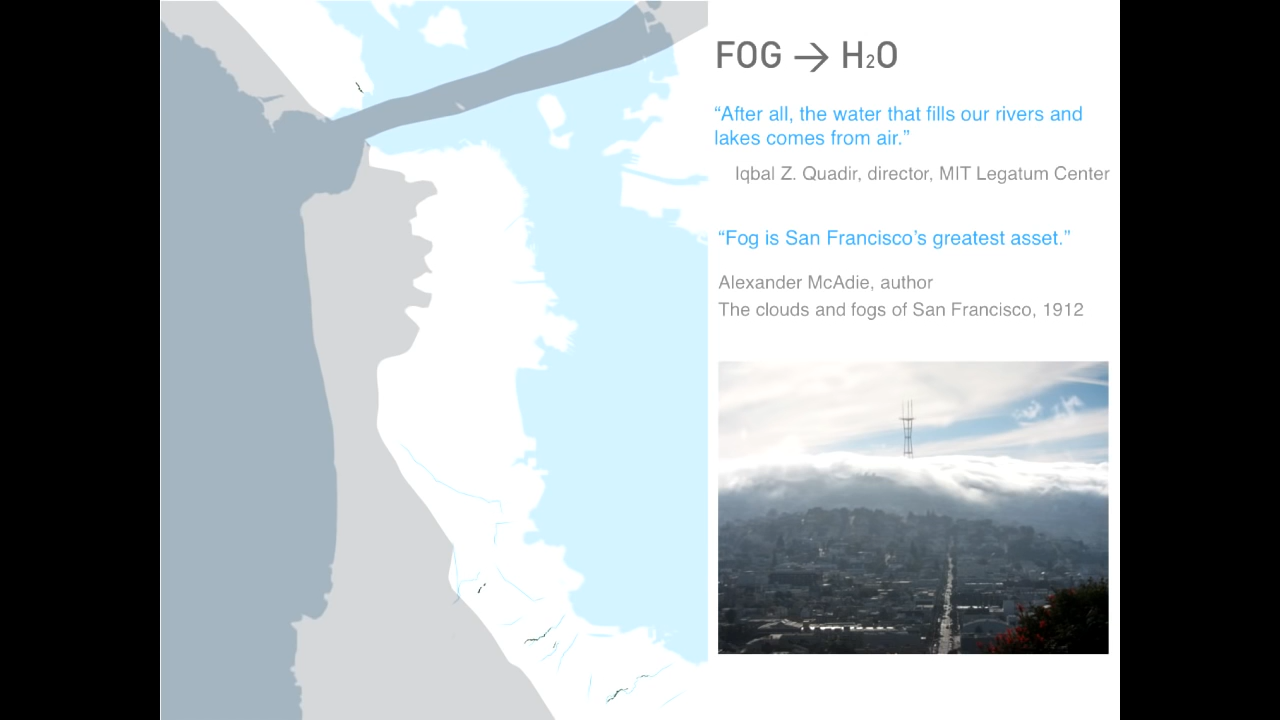 FOG → H₂O
“After all, the water that fills our rivers and
lakes comes from air.”
Iqbal Z. Quadir, director, MIT Legatum Center
“Fog is San Francisco’s greatest asset.”
Alexander McAdie, author
The clouds and fogs of San Francisco, 1912